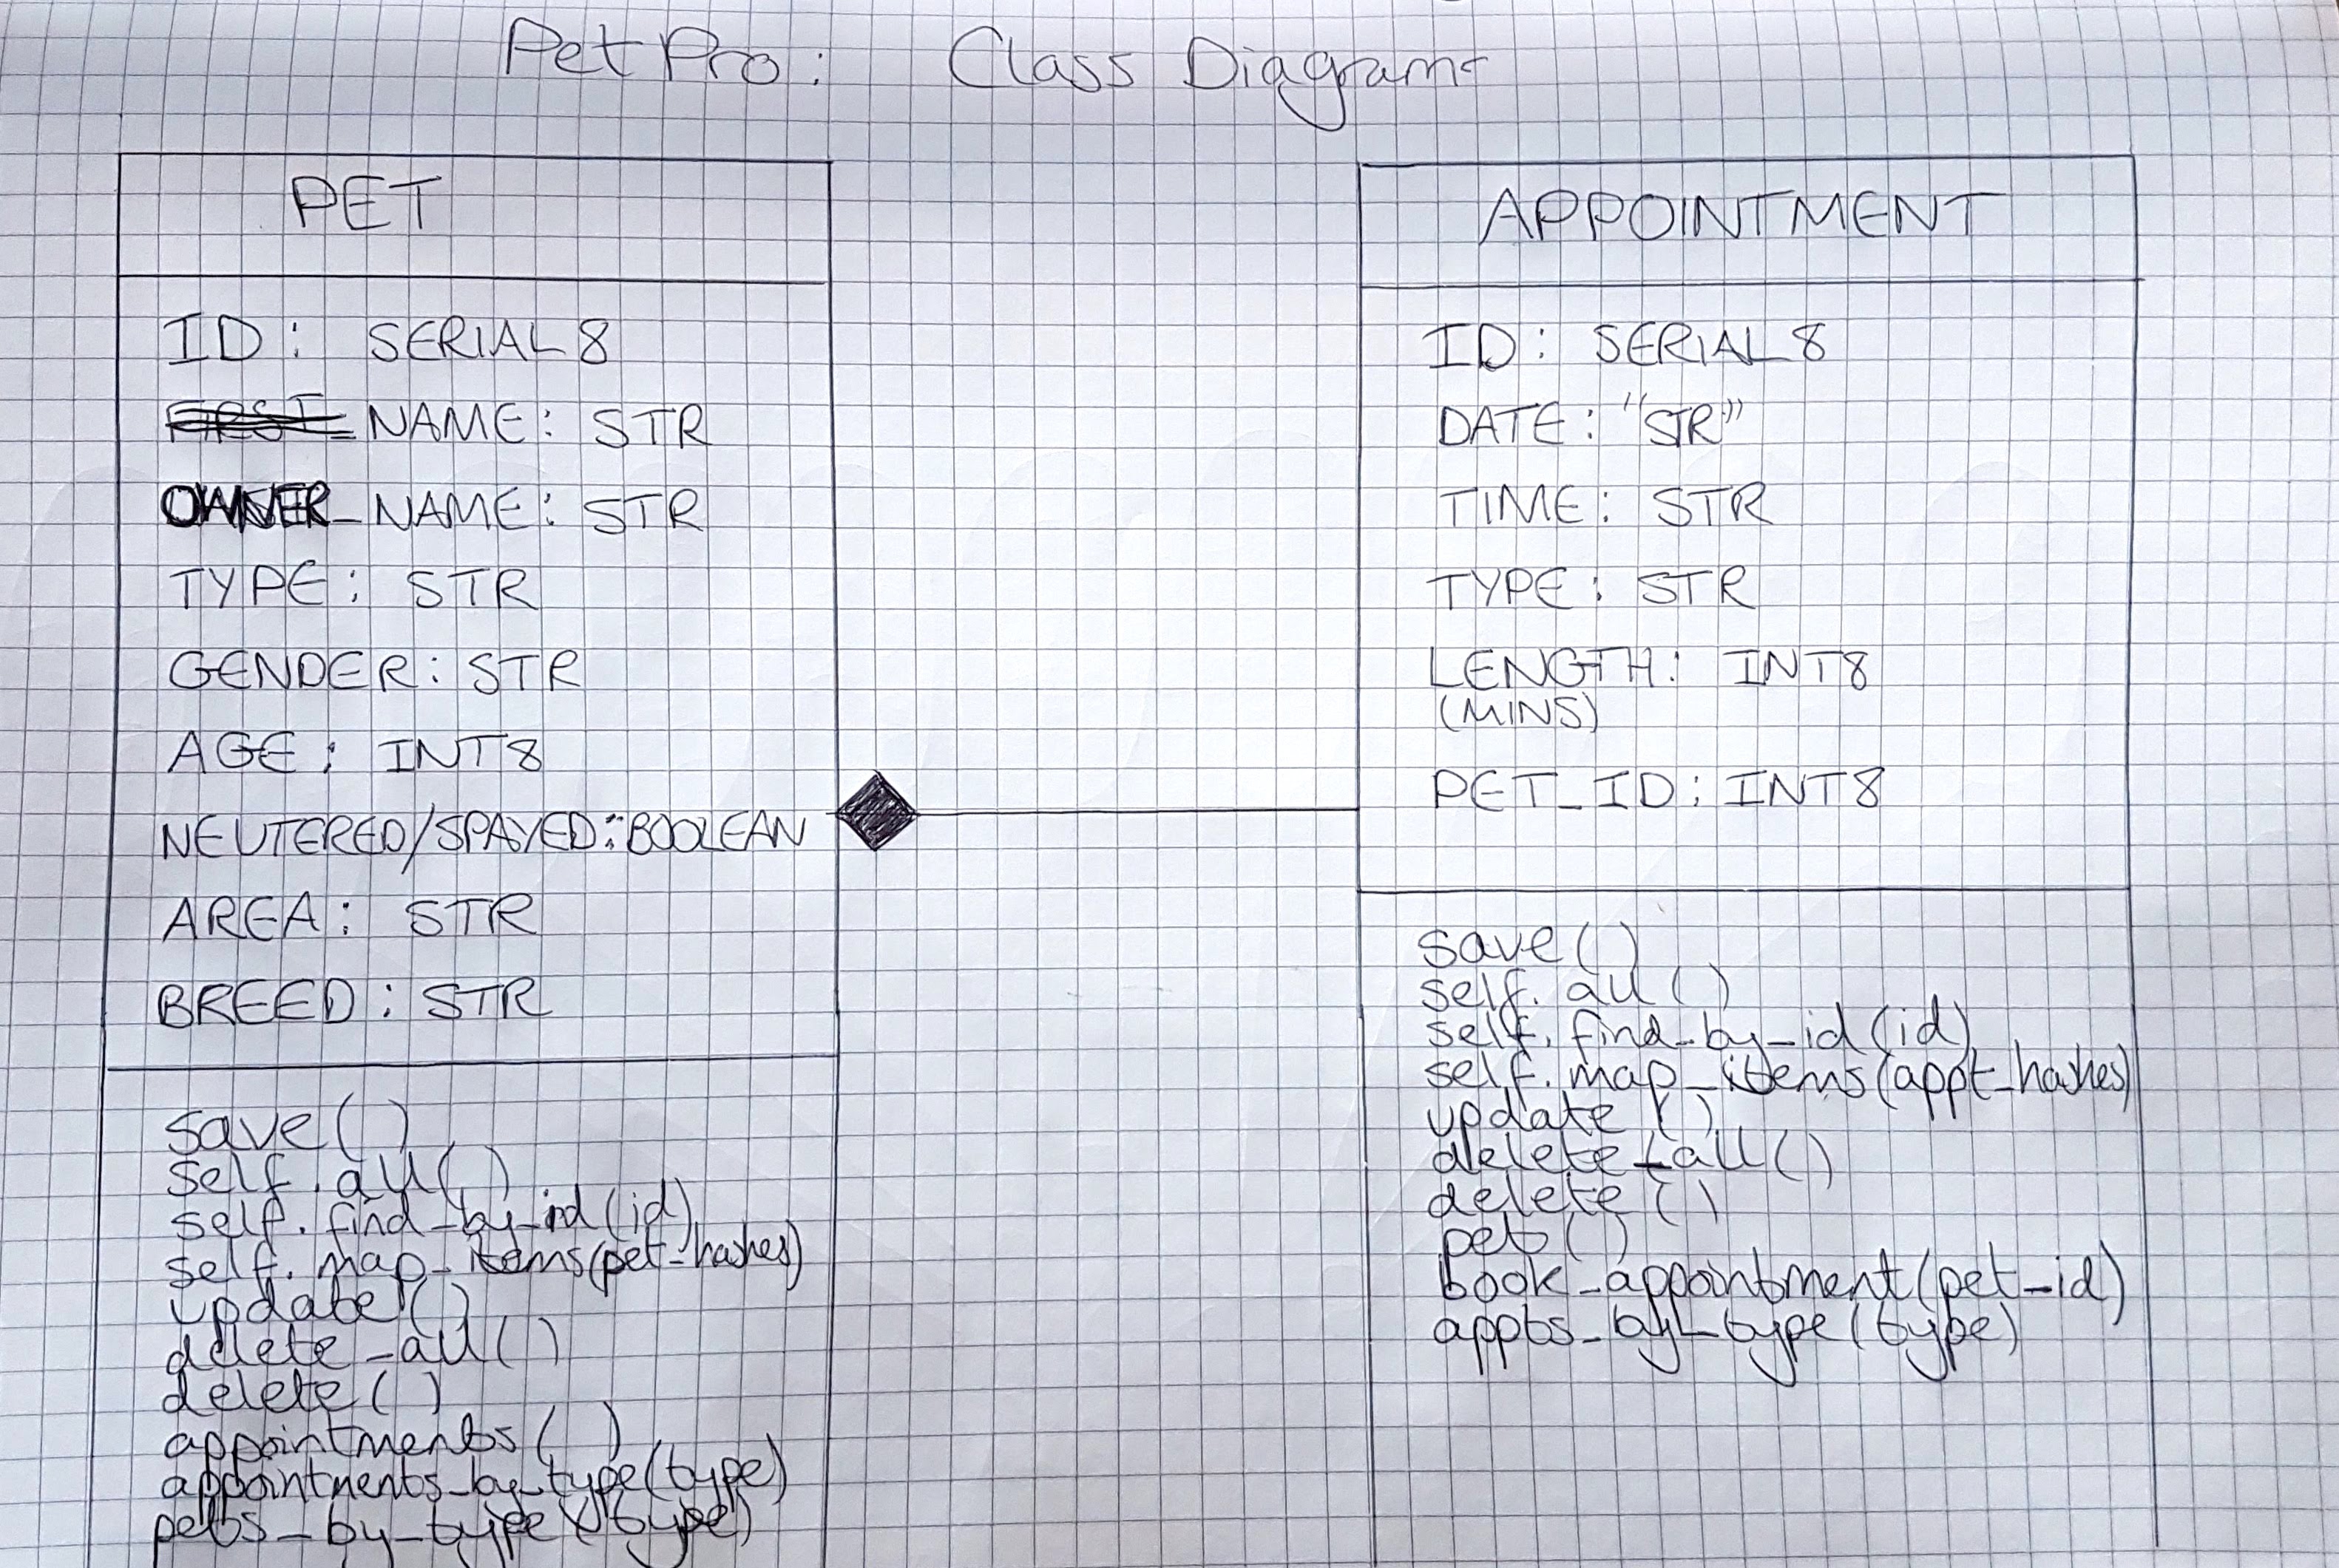 Pet Pro: Class Diagram
PET
ID: SERIAL 8
FIRST_NAME: STR
OWNER_NAME: STR
TYPE: STR
GENDER: STR
AGE: INT8
NEUTERED/SPAYED: BOOLEAN
AREA: STR
BREED: STR
save()
self.all()
self.find_by_id(id)
self.map_items(pet_hashes)
update()
delete_all()
delete()
appointments()
appointments_by_type(type)
pets_by_type(type)
APPOINTMENT
ID: SERIAL 8
DATE: "STR"
TIME: STR
TYPE: STR
LENGTH: INT8
(MINS)
PET_ID: INT8
save()
self.all()
self.find_by_id(id)
self.map_items(appt_hashes)
update()
delete_all()
delete()
pet()
book_appointment(pet_id)
appts_by_type(type)